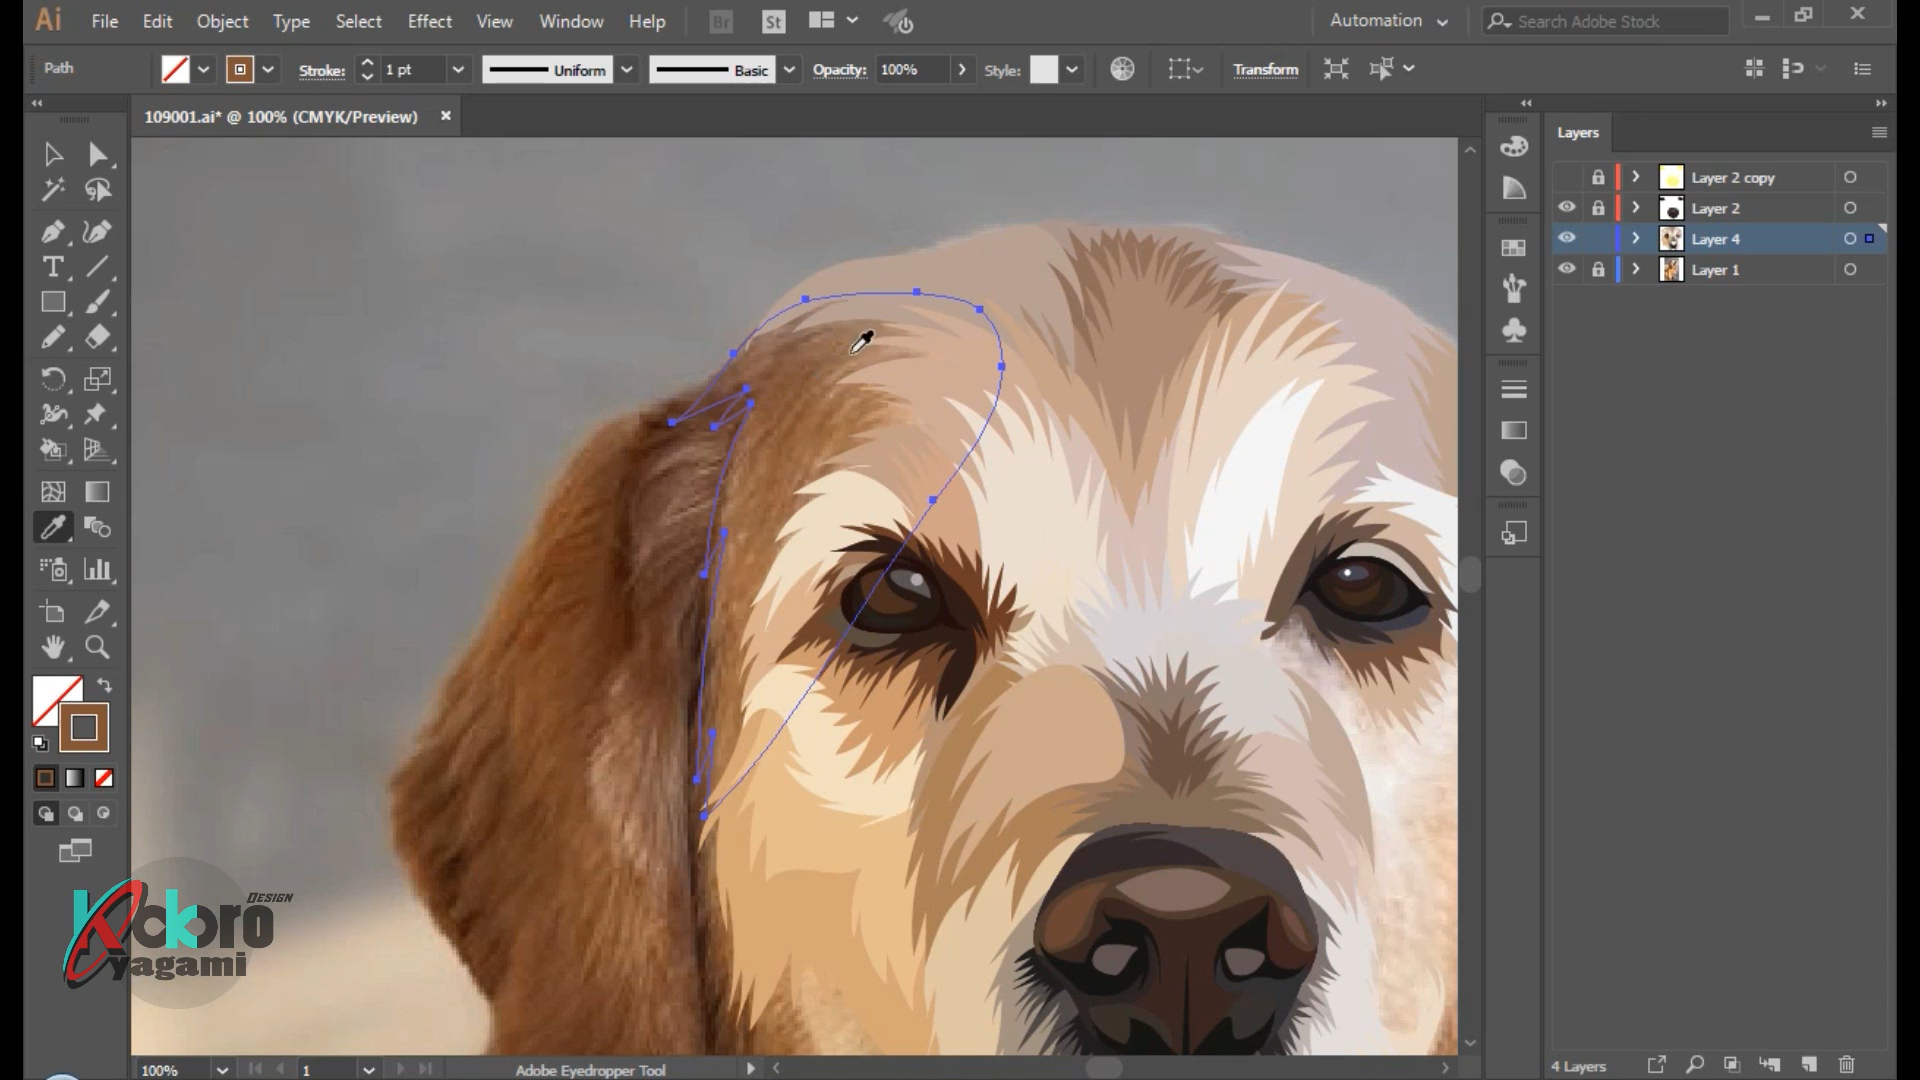 Ai File Edit Object Type Select Effect View Window Help Br St Automation Search Adobe Stock
Path Stroke: 1 pt Uniform Basic Opacity: 100% Style: Transform
109001.ai* @ 100% (CMYK/Preview)
Layers
Layer 2 copy
Layer 2
Layer 4
Layer 1
DESIGN
Kokoro
yagami
100% 1 Adobe Eyedropper Tool
4 Layers